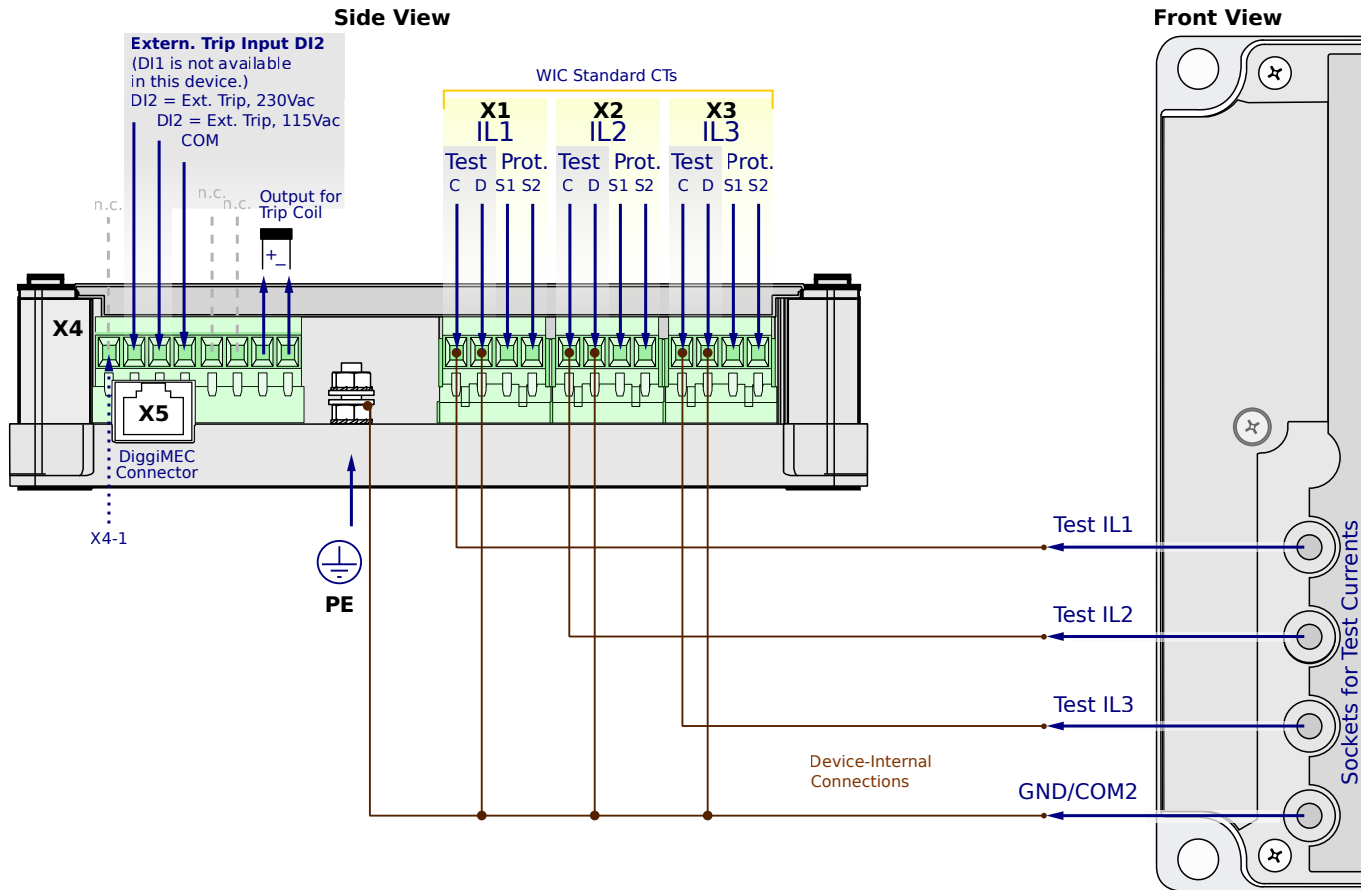 Side View
Front View
Extern. Trip Input DI2
(DI1 is not available
in this device.)
DI2 = Ext. Trip, 230Vac
DI2 = Ext. Trip, 115Vac
COM
n.c.
n.c.
n.c.
Output for
Trip Coil
+
–
WIC Standard CTs
X1
X2
X3
IL1
IL2
IL3
Test Prot.
Test Prot.
Test Prot.
C D S1 S2
C D S1 S2
C D S1 S2
X4
X5
DiggiMEC
Connector
X4-1
PE
Test IL1
Test IL2
Test IL3
Device-Internal
Connections
GND/COM2
Sockets for Test Currents